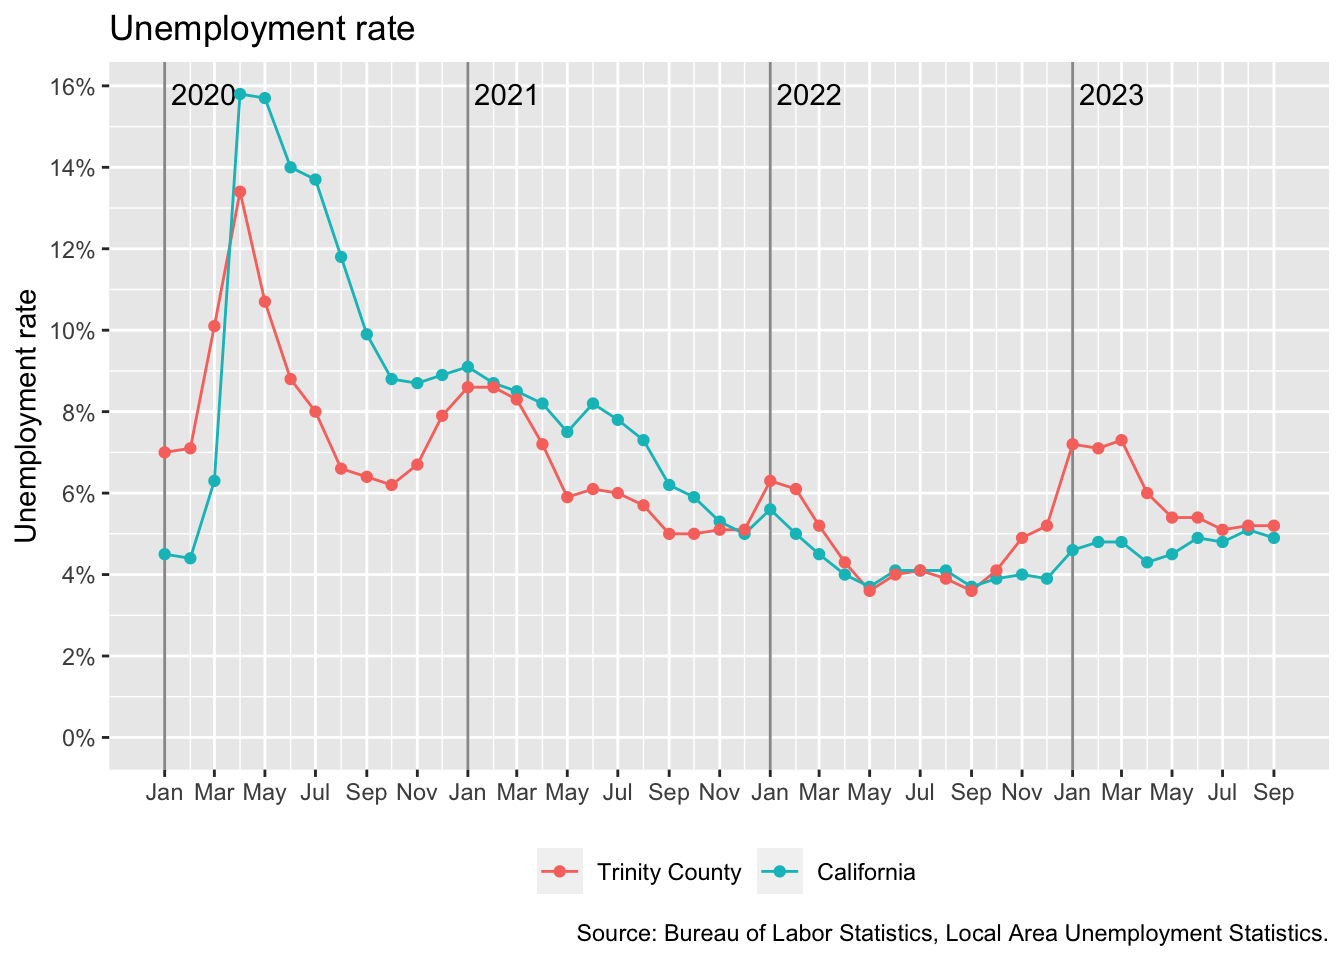 Unemployment rate
2020 2021 2022 2023
Unemployment rate
16%
14%
12%
10%
8%
6%
4%
2%
0%
Jan Mar May Jul Sep Nov Jan Mar May Jul Sep Nov Jan Mar May Jul Sep Nov Jan Mar May Jul Sep
Trinity County California
Source: Bureau of Labor Statistics, Local Area Unemployment Statistics.